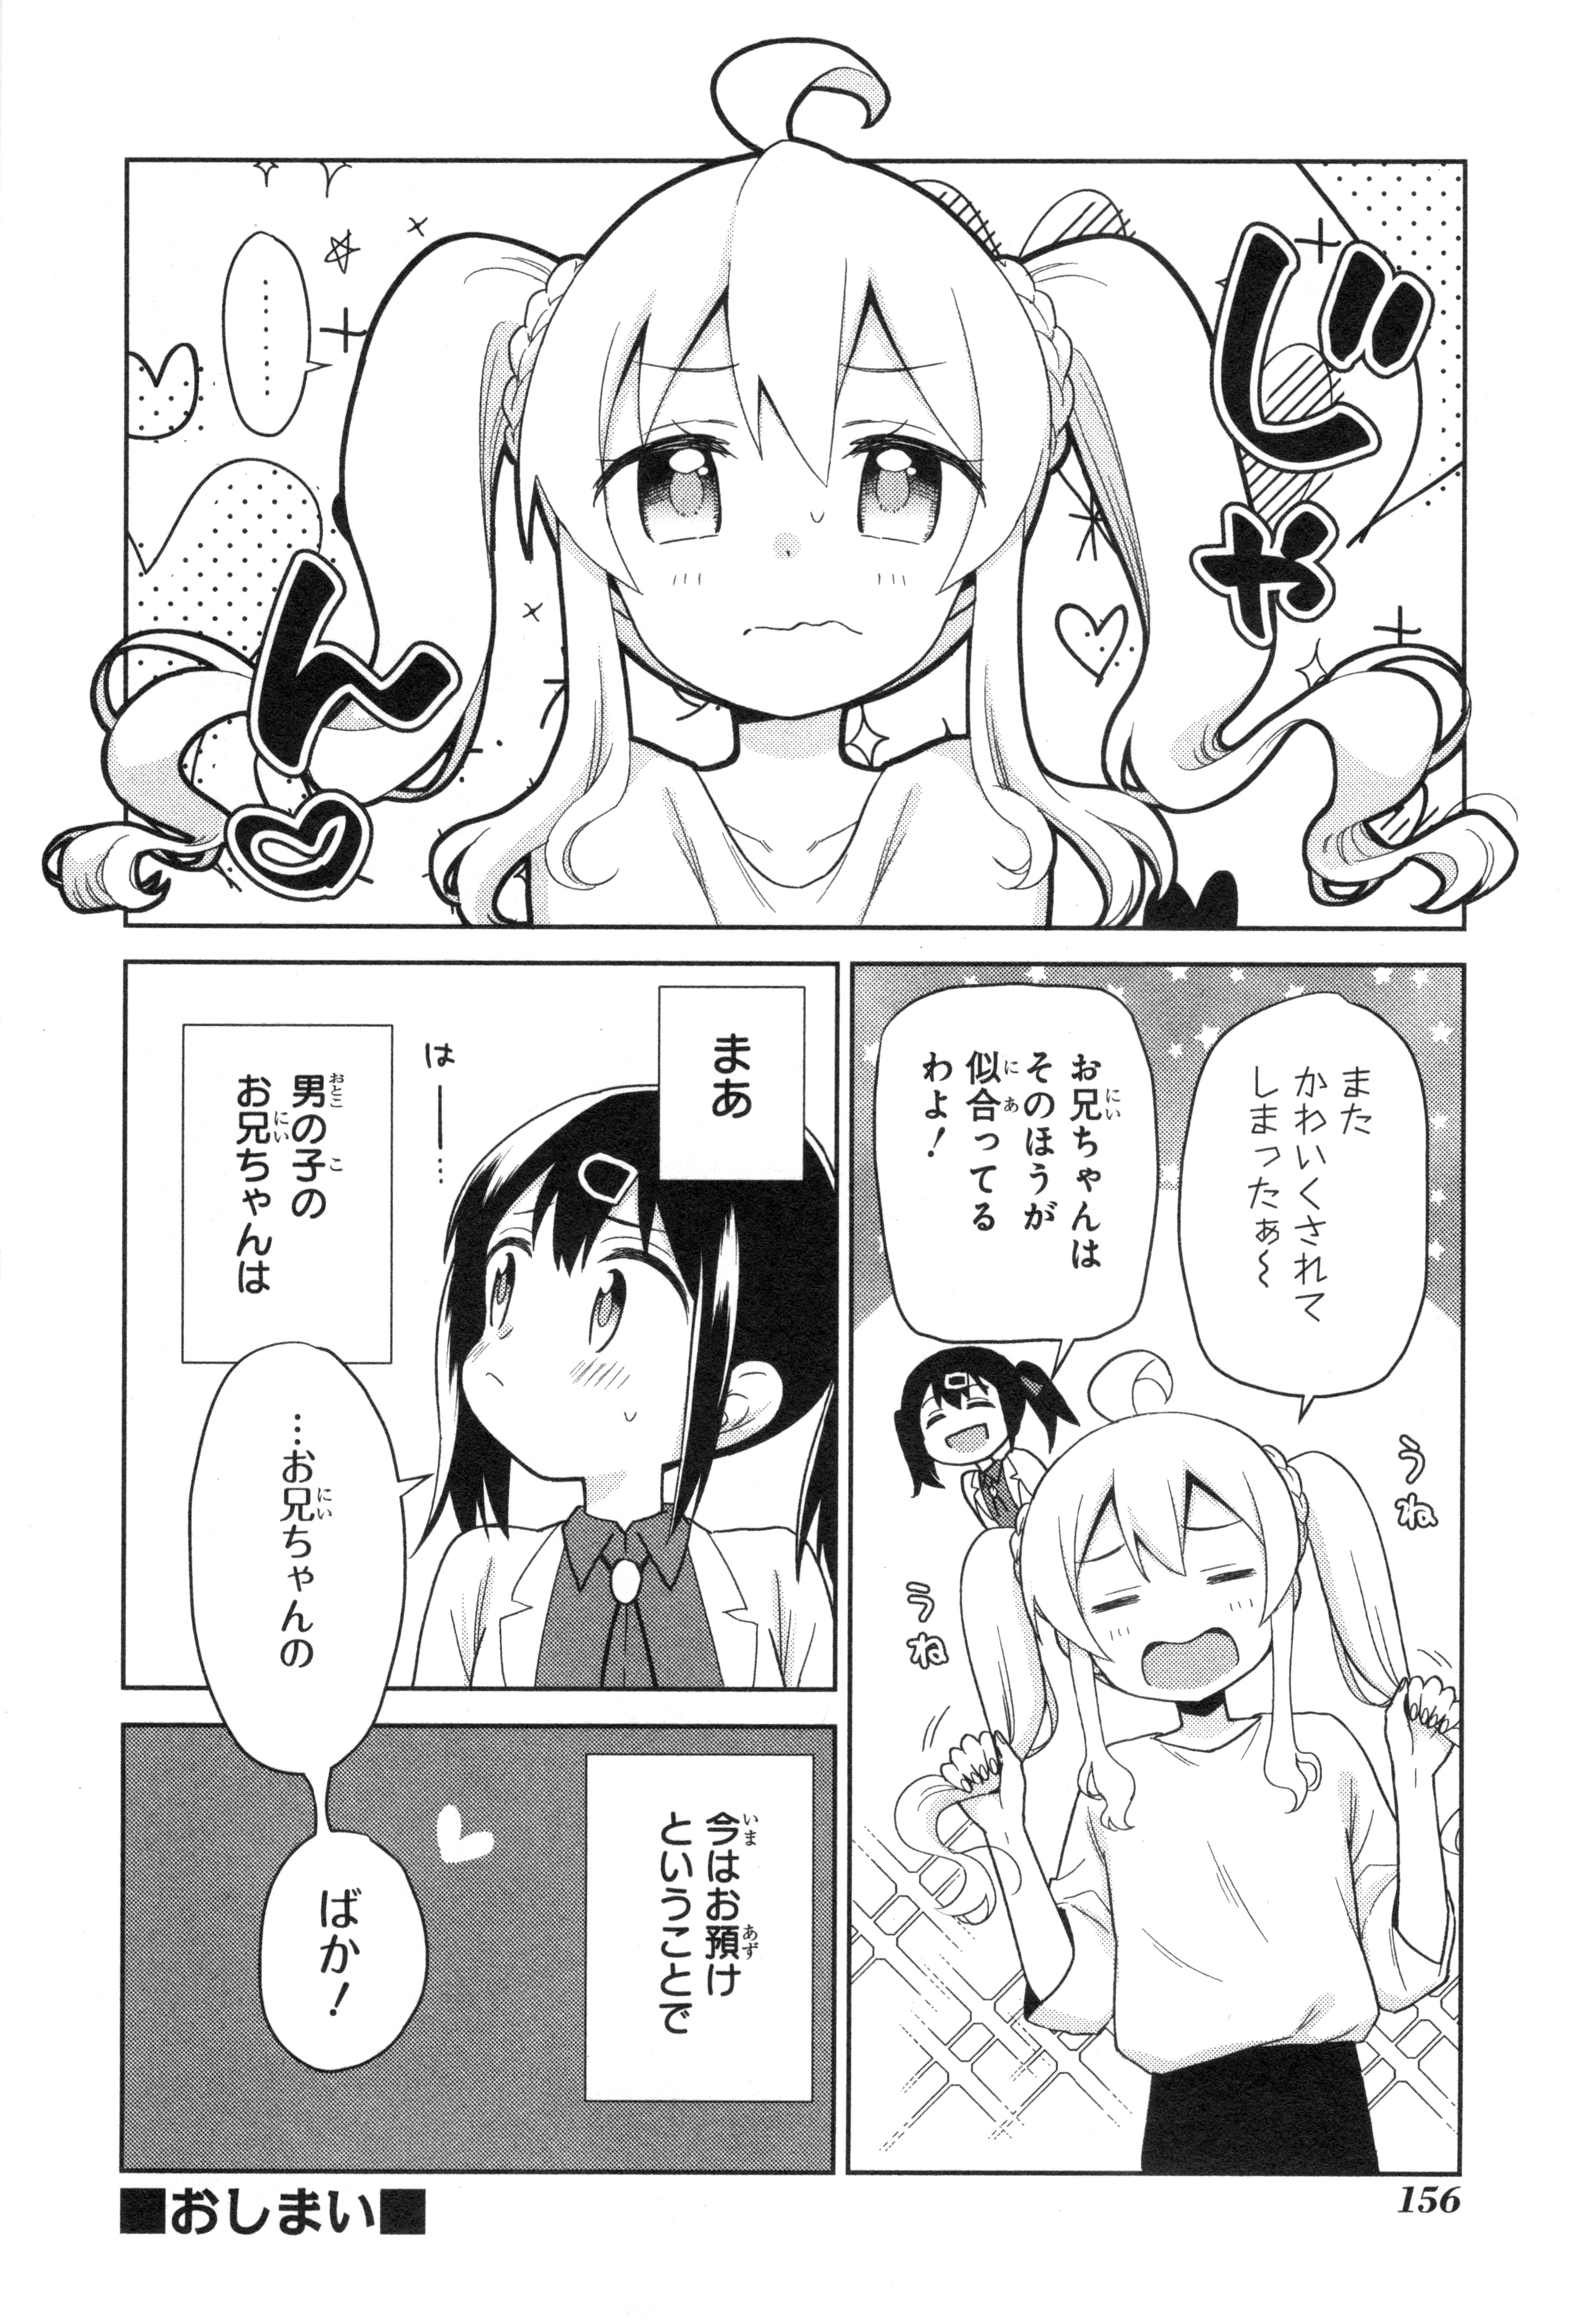 じゃ
ん♡
………
また
かわいくされて
しまったぁ～
お兄ちゃんは
そのほうが
似合ってる
わよ！
うね
うね
まあ
は―…
男の子の
お兄ちゃんは
…お兄ちゃんの
今はお預け
ということで
ばか！
■おしまい■
156